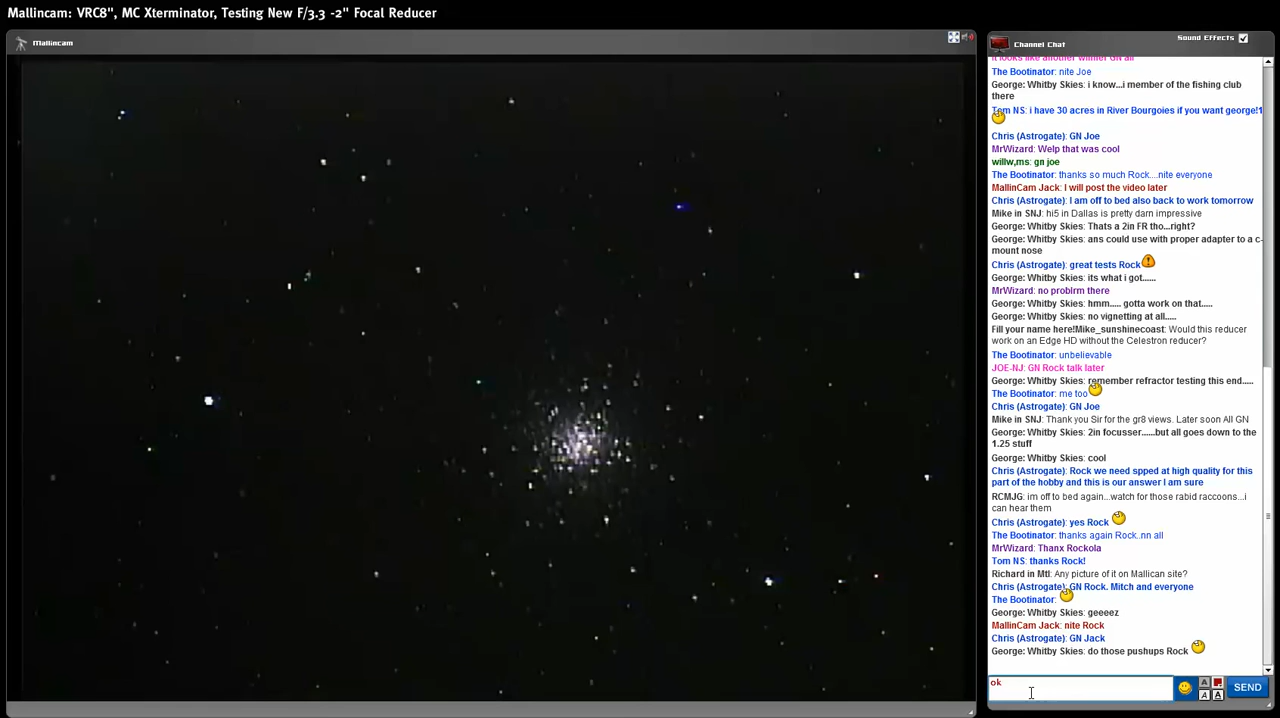 Mallincam: VRC8", MC Xterminator, Testing New F/3.3 -2" Focal Reducer
Mallincam
Channel Chat
Sound Effects
It looks like another winner GN all
The Bootinator: nite Joe
George: Whitby Skies: i know...i member of the fishing club
there
Tom NS: i have 30 acres in River Bourgoies if you want george!1
Chris (Astrogate): GN Joe
MrWizard: Welp that was cool
willw,ms: gn joe
The Bootinator: thanks so much Rock....nite everyone
MallinCam Jack: I will post the video later
Chris (Astrogate): I am off to bed also back to work tomorrow
Mike in SNJ: hi5 in Dallas is pretty darn impressive
George: Whitby Skies: Thats a 2in FR tho...right?
George: Whitby Skies: ans could use with proper adapter to a c-
mount nose
Chris (Astrogate): great tests Rock
George: Whitby Skies: its what i got......
MrWizard: no problrm there
George: Whitby Skies: hmm..... gotta work on that.....
George: Whitby Skies: no vignetting at all.....
Fill your name here!Mike_sunshinecoast: Would this reducer
work on an Edge HD without the Celestron reducer?
The Bootinator: unbelievable
JOE-NJ: GN Rock talk later
George: Whitby Skies: remember refractor testing this end.....
The Bootinator: me too
Chris (Astrogate): GN Joe
Mike in SNJ: Thank you Sir for the gr8 views. Later soon All GN
George: Whitby Skies: 2in focusser......but all goes down to the
1.25 stuff
George: Whitby Skies: cool
Chris (Astrogate): Rock we need spped at high quality for this
part of the hobby and this is our answer I am sure
RCMJG: im off to bed again...watch for those rabid raccoons...i
can hear them
Chris (Astrogate): yes Rock
The Bootinator: thanks again Rock..nn all
MrWizard: Thanx Rockola
Tom NS: thanks Rock!
Richard in Mtl: Any picture of it on Mallican site?
Chris (Astrogate): GN Rock. Mitch and everyone
The Bootinator:
George: Whitby Skies: geeeez
MallinCam Jack: nite Rock
Chris (Astrogate): GN Jack
George: Whitby Skies: do those pushups Rock
ok
A
A A
SEND